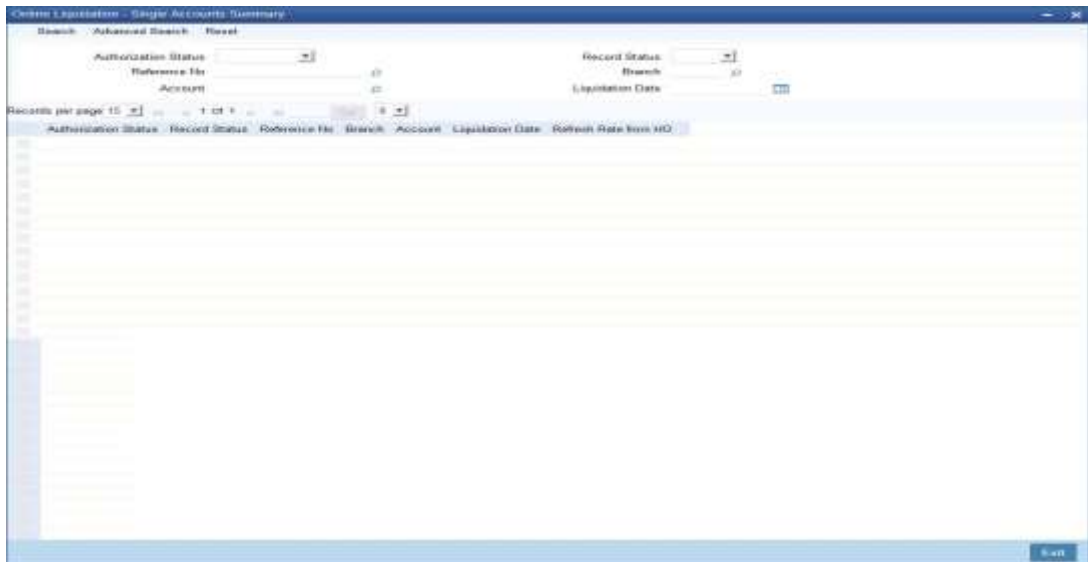 Online Liquidation - Single Accounts Summary
Search Advanced Search Reset
Authorization Status Record Status
Reference No Branch
Account Liquidation Date
Records per page 15 1 Of 1
Authorization Status Record Status Reference No Branch Account Liquidation Date Refresh Rate from HO
Exit